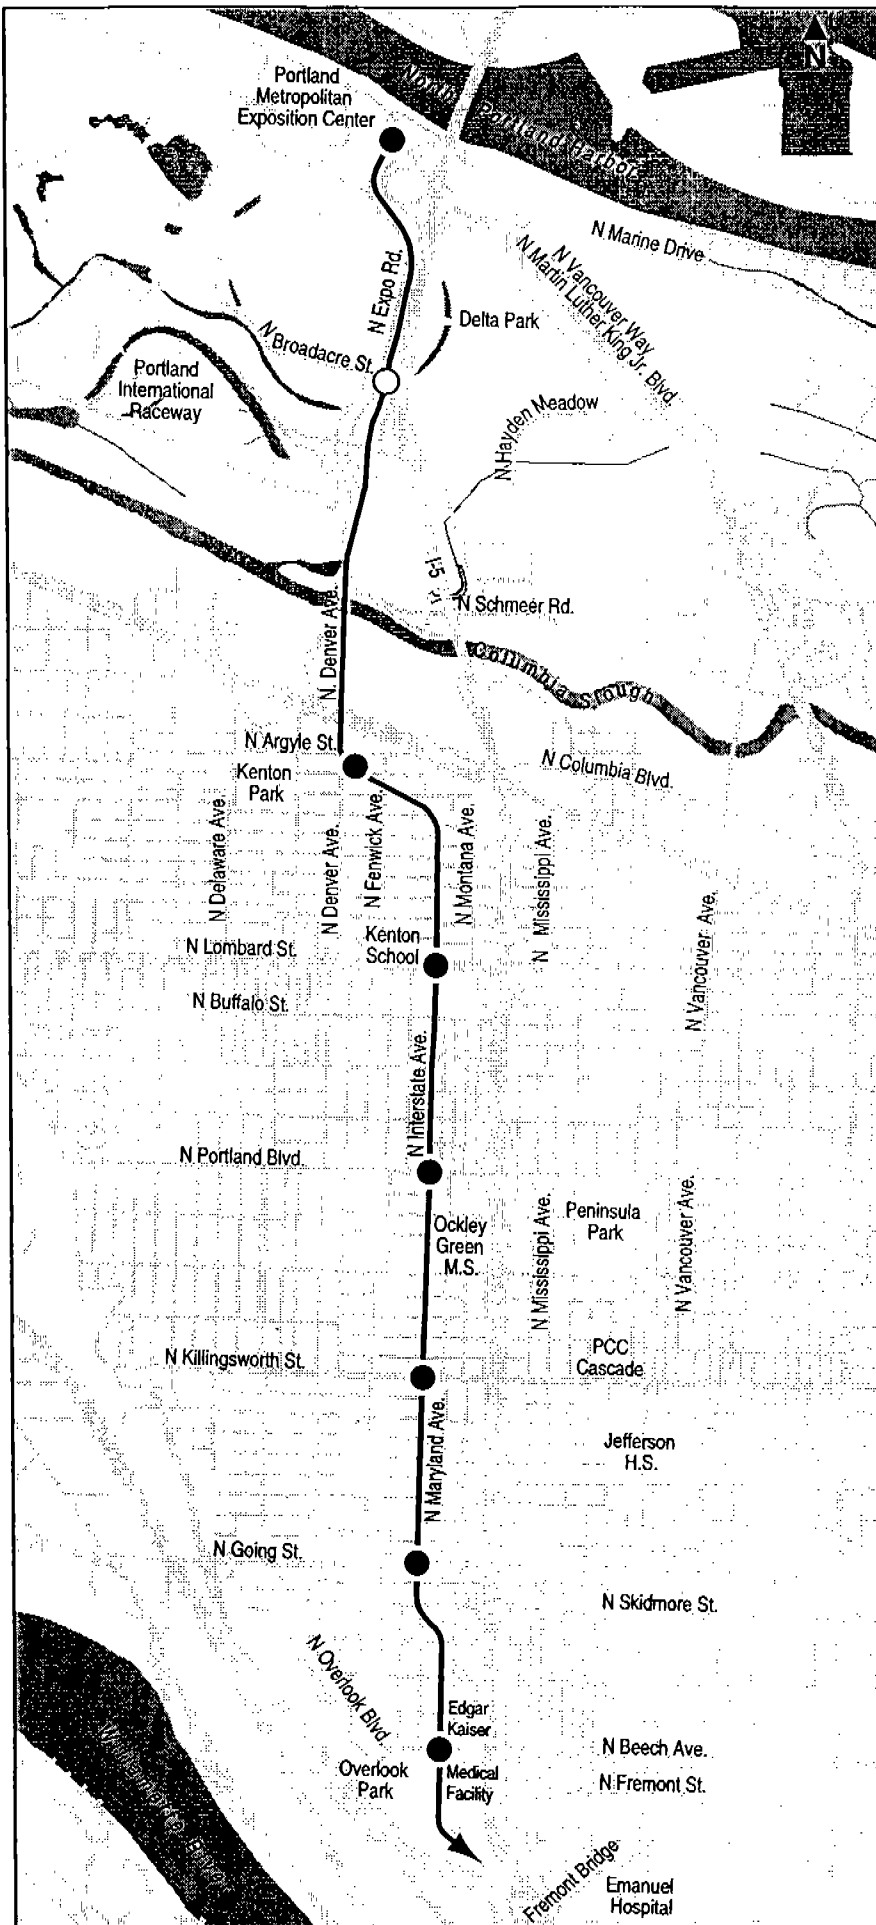 N
Portland
Metropolitan
Exposition Center
North Portland Harbor
N Marine Drive
N Vancouver Way
N Martin Luther King Jr. Blvd.
N Expo Rd.
Delta Park
N Broadacre St.
Portland
International
Raceway
N Hayden Meadow
I-5
N Schmeer Rd.
N. Denver Ave.
Columbia Slough
N Argyle St.
Kenton
Park
N Columbia Blvd.
N Delaware Ave.
N Denver Ave.
N Fenwick Ave.
N Montana Ave.
N Mississippi Ave.
N Vancouver Ave.
N Lombard St.
Kenton
School
N Buffalo St.
N Interstate Ave.
N Portland Blvd.
Ockley
Green
M.S.
N Mississippi Ave.
Peninsula
Park
N Vancouver Ave.
N Killingsworth St.
PCC
Cascade
N Maryland Ave.
Jefferson
H.S.
N Going St.
N Skidmore St.
N Overlook Blvd.
Willamette River
Edgar
Kaiser
Medical
Facility
Overlook
Park
N Beech Ave.
N Fremont St.
Fremont Bridge
Emanuel
Hospital